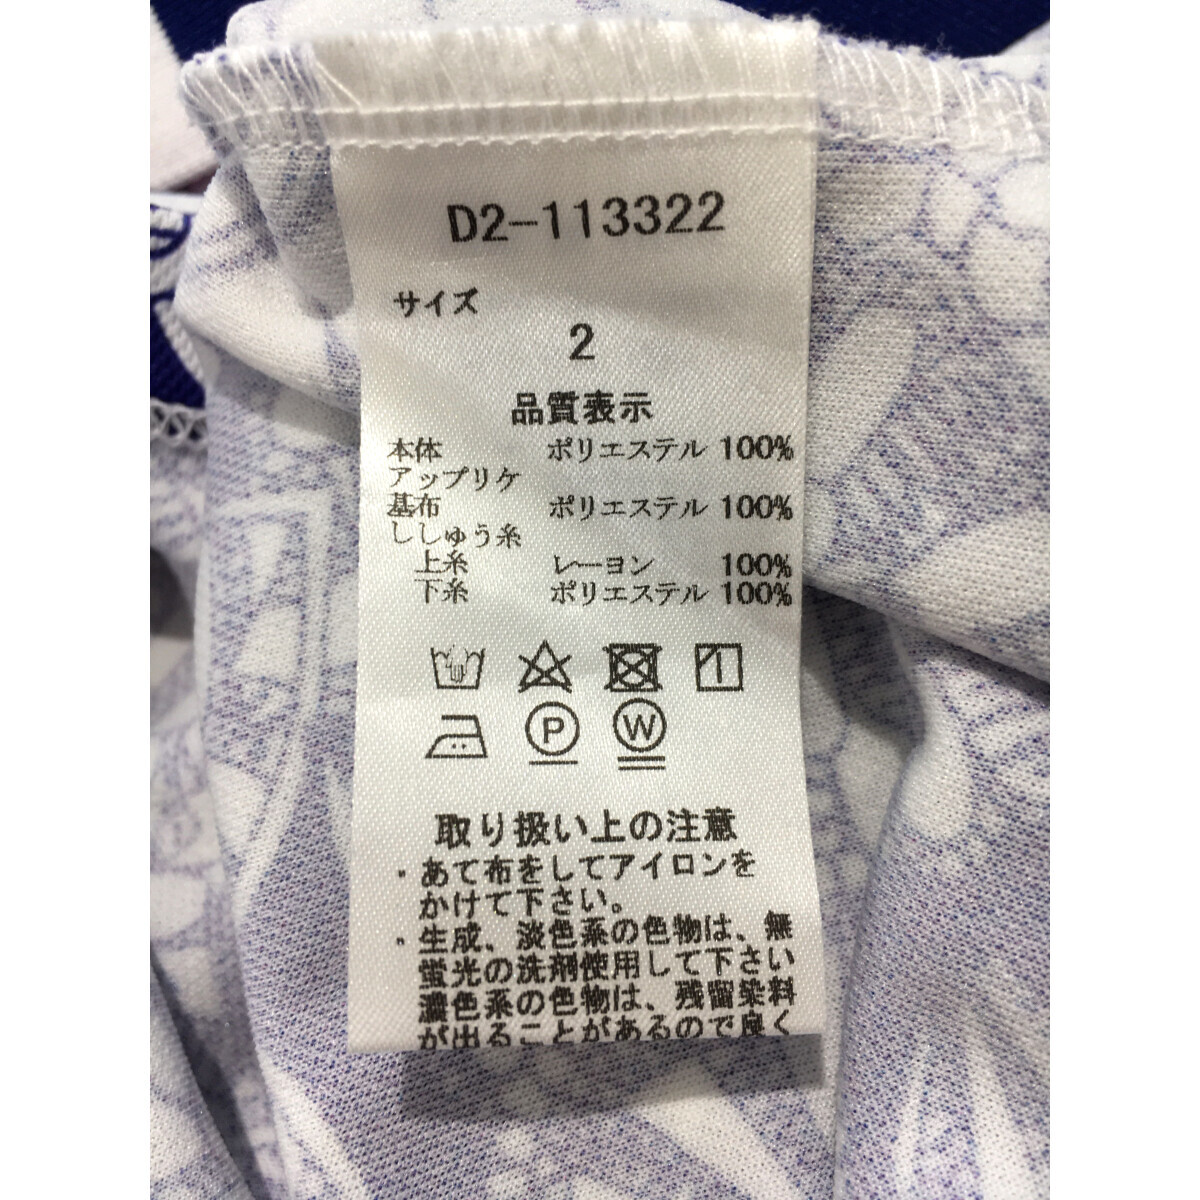 D2-113322
サイズ
2
品質表示
本体 ポリエステル 100%
アップリケ
基布 ポリエステル 100%
ししゅう糸
上糸 レーヨン 100%
下糸 ポリエステル 100%
P W
取り扱い上の注意
・あて布をしてアイロンを
かけて下さい。
・生成、淡色系の色物は、無
蛍光の洗剤使用して下さい
濃色系の色物は、残留染料
が出ることがあるので良く